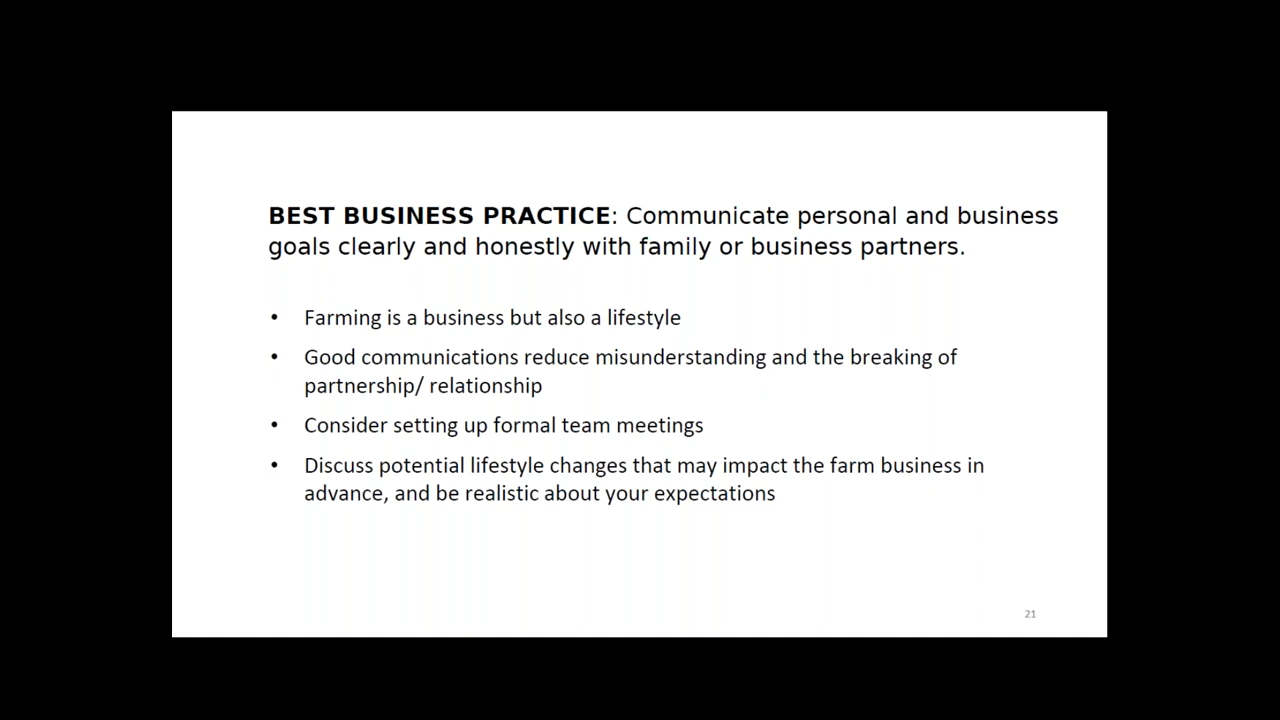 BEST BUSINESS PRACTICE: Communicate personal and business
goals clearly and honestly with family or business partners.
• Farming is a business but also a lifestyle
• Good communications reduce misunderstanding and the breaking of
partnership/ relationship
• Consider setting up formal team meetings
• Discuss potential lifestyle changes that may impact the farm business in
advance, and be realistic about your expectations
21